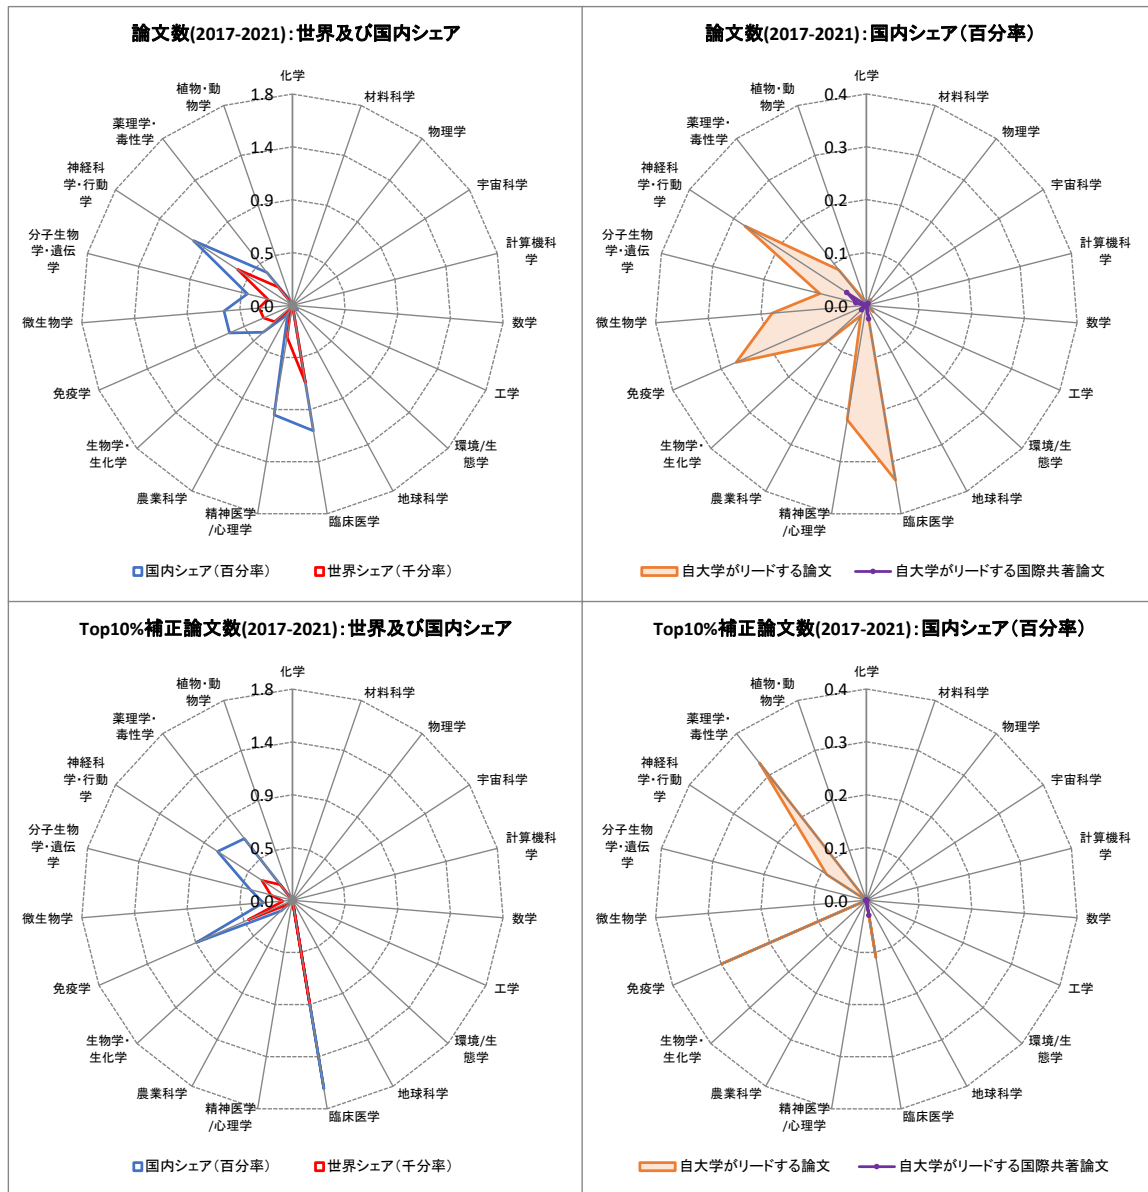 論文数(2017-2021)：世界及び国内シェア
化学
材料科学
物理学
宇宙科学
計算機科
学
数学
工学
環境/生
態学
地球科学
臨床医学
精神医学
/心理学
農業科学
生物学・
生化学
免疫学
微生物学
分子生物
学・遺伝
学
神経科
学・行動
学
薬理学・
毒性学
植物・動
物学
1.8
1.4
0.9
0.5
0.0
国内シェア（百分率）
世界シェア（千分率）
論文数(2017-2021)：国内シェア（百分率）
化学
材料科学
物理学
宇宙科学
計算機科
学
数学
工学
環境/生
態学
地球科学
臨床医学
精神医学
/心理学
農業科学
生物学・
生化学
免疫学
微生物学
分子生物
学・遺伝
学
神経科
学・行動
学
薬理学・
毒性学
植物・動
物学
0.4
0.3
0.2
0.1
0.0
自大学がリードする論文
自大学がリードする国際共著論文
Top10%補正論文数(2017-2021)：世界及び国内シェア
化学
材料科学
物理学
宇宙科学
計算機科
学
数学
工学
環境/生
態学
地球科学
臨床医学
精神医学
/心理学
農業科学
生物学・
生化学
免疫学
微生物学
分子生物
学・遺伝
学
神経科
学・行動
学
薬理学・
毒性学
植物・動
物学
1.8
1.4
0.9
0.5
0.0
国内シェア（百分率）
世界シェア（千分率）
Top10%補正論文数(2017-2021)：国内シェア（百分率）
化学
材料科学
物理学
宇宙科学
計算機科
学
数学
工学
環境/生
態学
地球科学
臨床医学
精神医学
/心理学
農業科学
生物学・
生化学
免疫学
微生物学
分子生物
学・遺伝
学
神経科
学・行動
学
薬理学・
毒性学
植物・動
物学
0.4
0.3
0.2
0.1
0.0
自大学がリードする論文
自大学がリードする国際共著論文